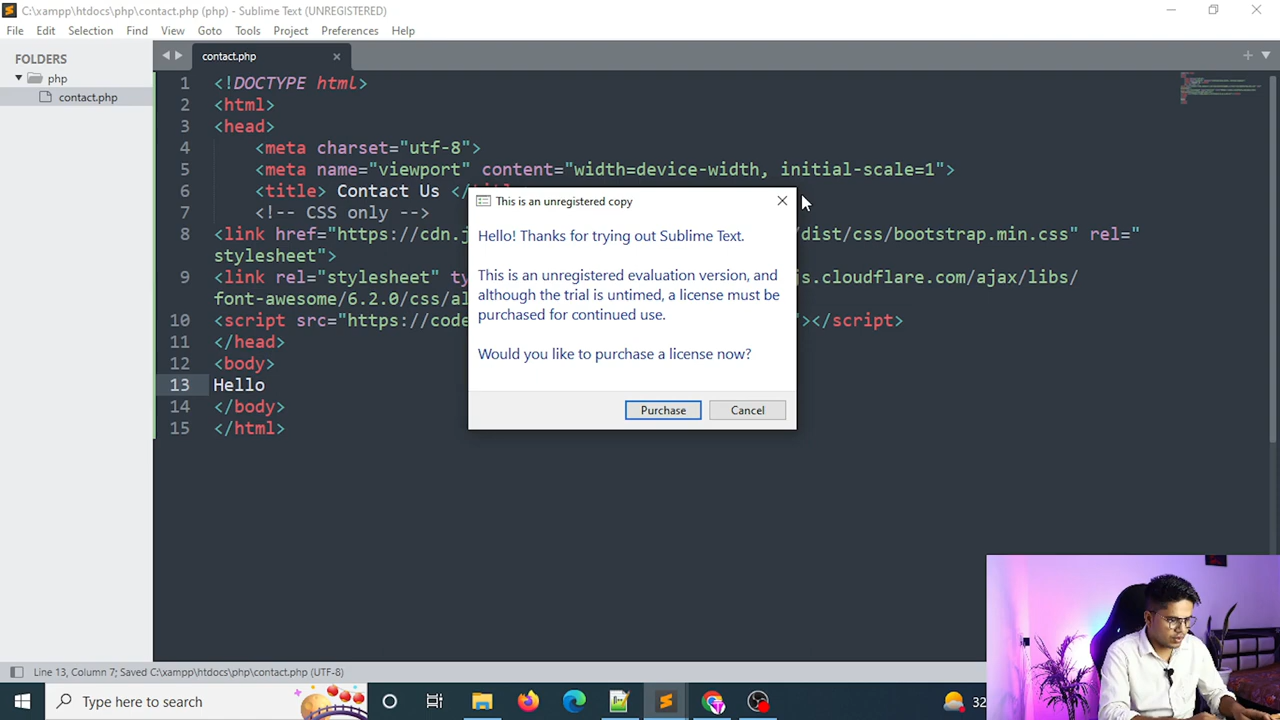 C:\xampp\htdocs\php\contact.php (php) - Sublime Text (UNREGISTERED)
File Edit Selection Find View Goto Tools Project Preferences Help
FOLDERS
php
contact.php
contact.php
1 <!DOCTYPE html>
2 <html>
3 <head>
4 <meta charset="utf-8">
5 <meta name="viewport" content="width=device-width, initial-scale=1">
6 <title> Contact Us </
7 <!-- CSS only -->
8 <link href="https://cdn.j /dist/css/bootstrap.min.css" rel="
stylesheet">
9 <link rel="stylesheet" ty js.cloudflare.com/ajax/libs/
font-awesome/6.2.0/css/al
10 <script src="https://code "></script>
11 </head>
12 <body>
13 Hello
14 </body>
15 </html>
This is an unregistered copy
Hello! Thanks for trying out Sublime Text.
This is an unregistered evaluation version, and
although the trial is untimed, a license must be
purchased for continued use.
Would you like to purchase a license now?
Purchase Cancel
Line 13, Column 7; Saved C:\xampp\htdocs\php\contact.php (UTF-8)
Type here to search
32